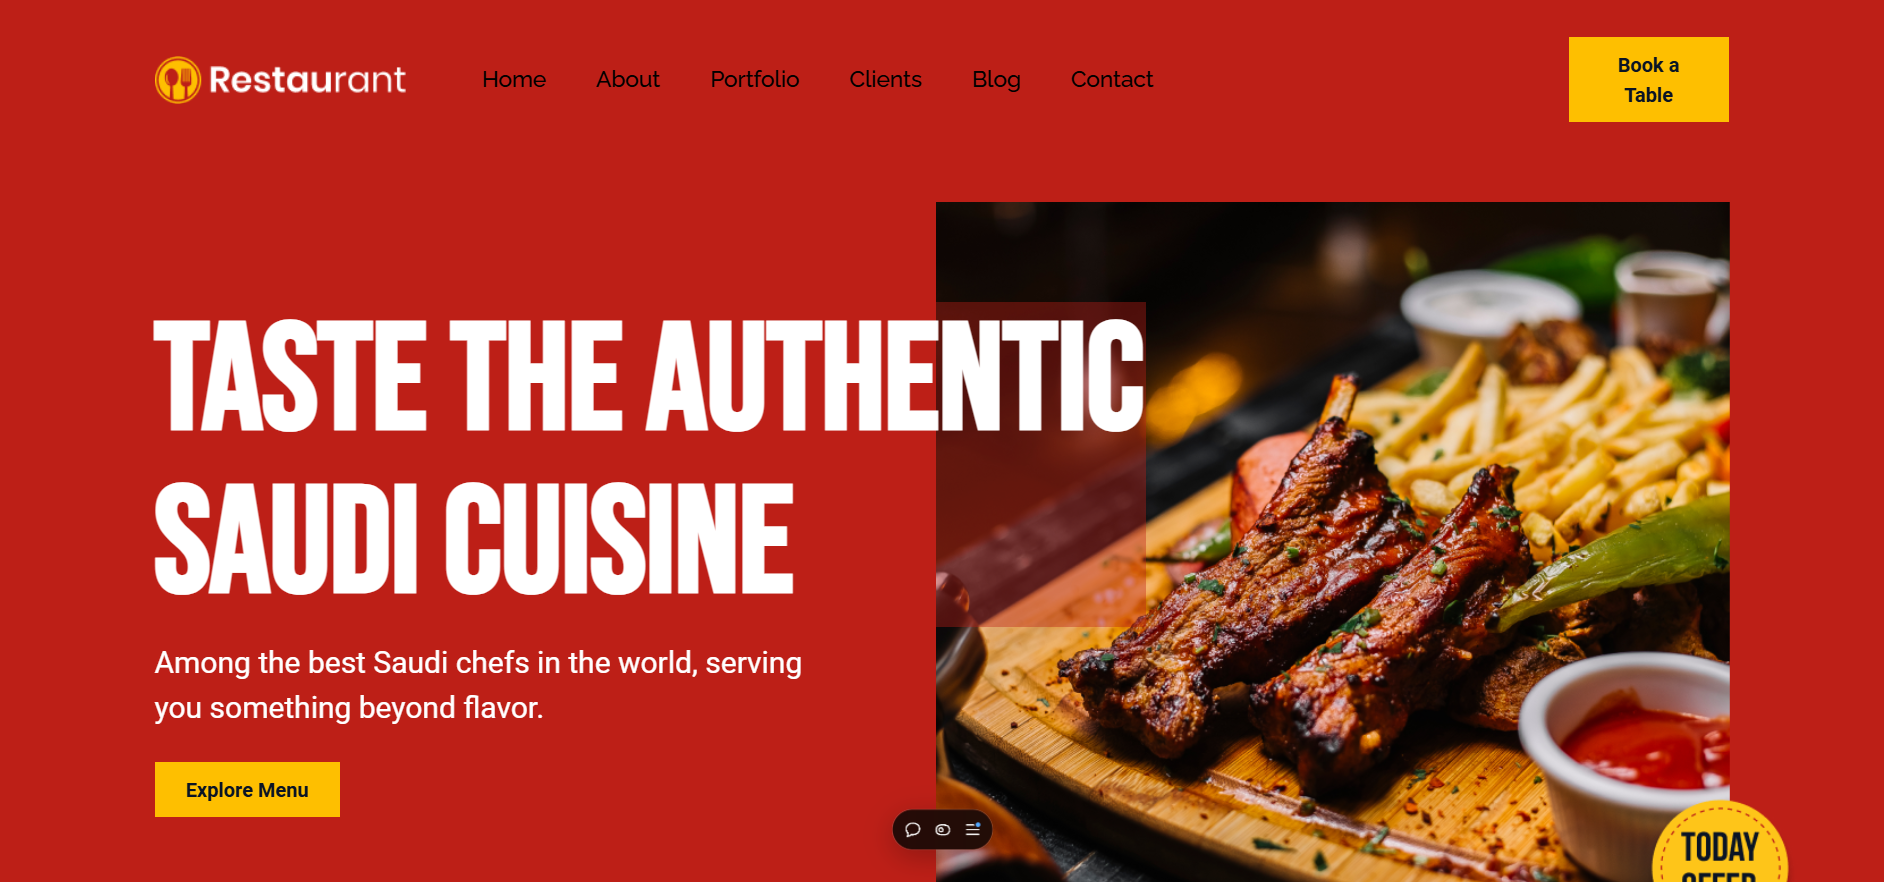 Restaurant
Home
About
Portfolio
Clients
Blog
Contact
Book a
Table
TASTE THE AUTHENTIC
SAUDI CUISINE
Among the best Saudi chefs in the world, serving
you something beyond flavor.
Explore Menu
TODAY
OFFER